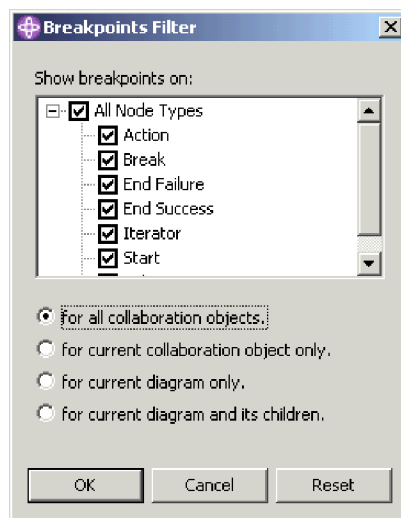 Breakpoints Filter
Show breakpoints on:
All Node Types
Action
Break
End Failure
End Success
Iterator
Start
for all collaboration objects.
for current collaboration object only.
for current diagram only.
for current diagram and its children.
OK Cancel Reset